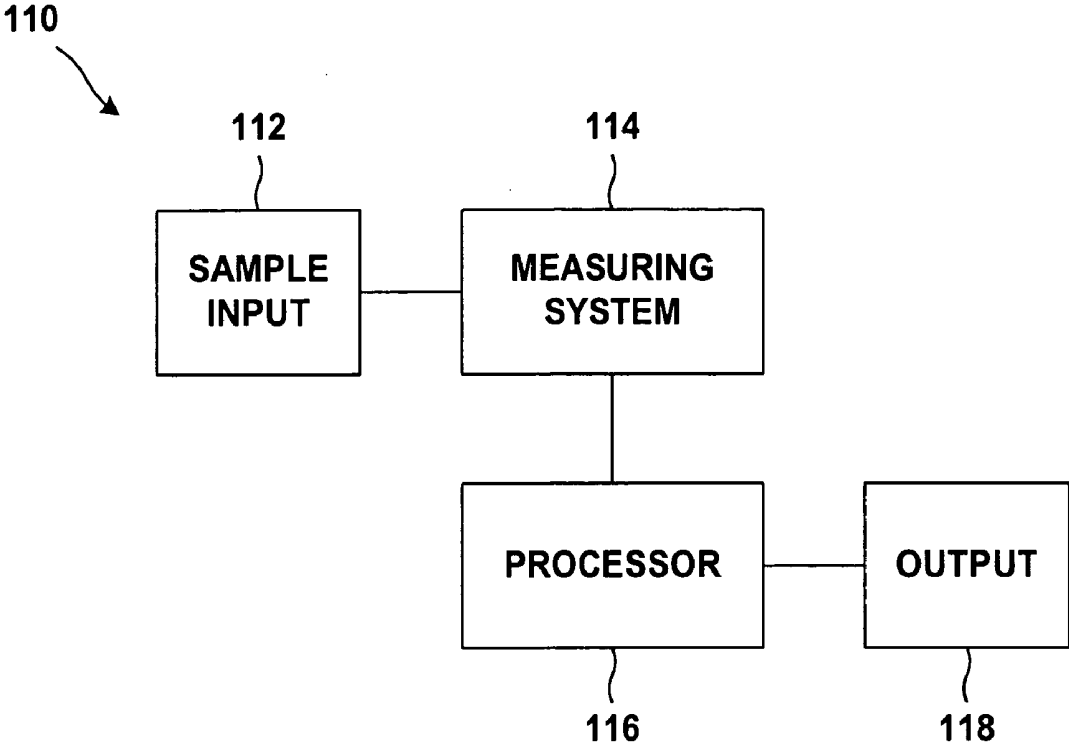 110
112
114
SAMPLE
INPUT
MEASURING
SYSTEM
PROCESSOR
OUTPUT
116
118